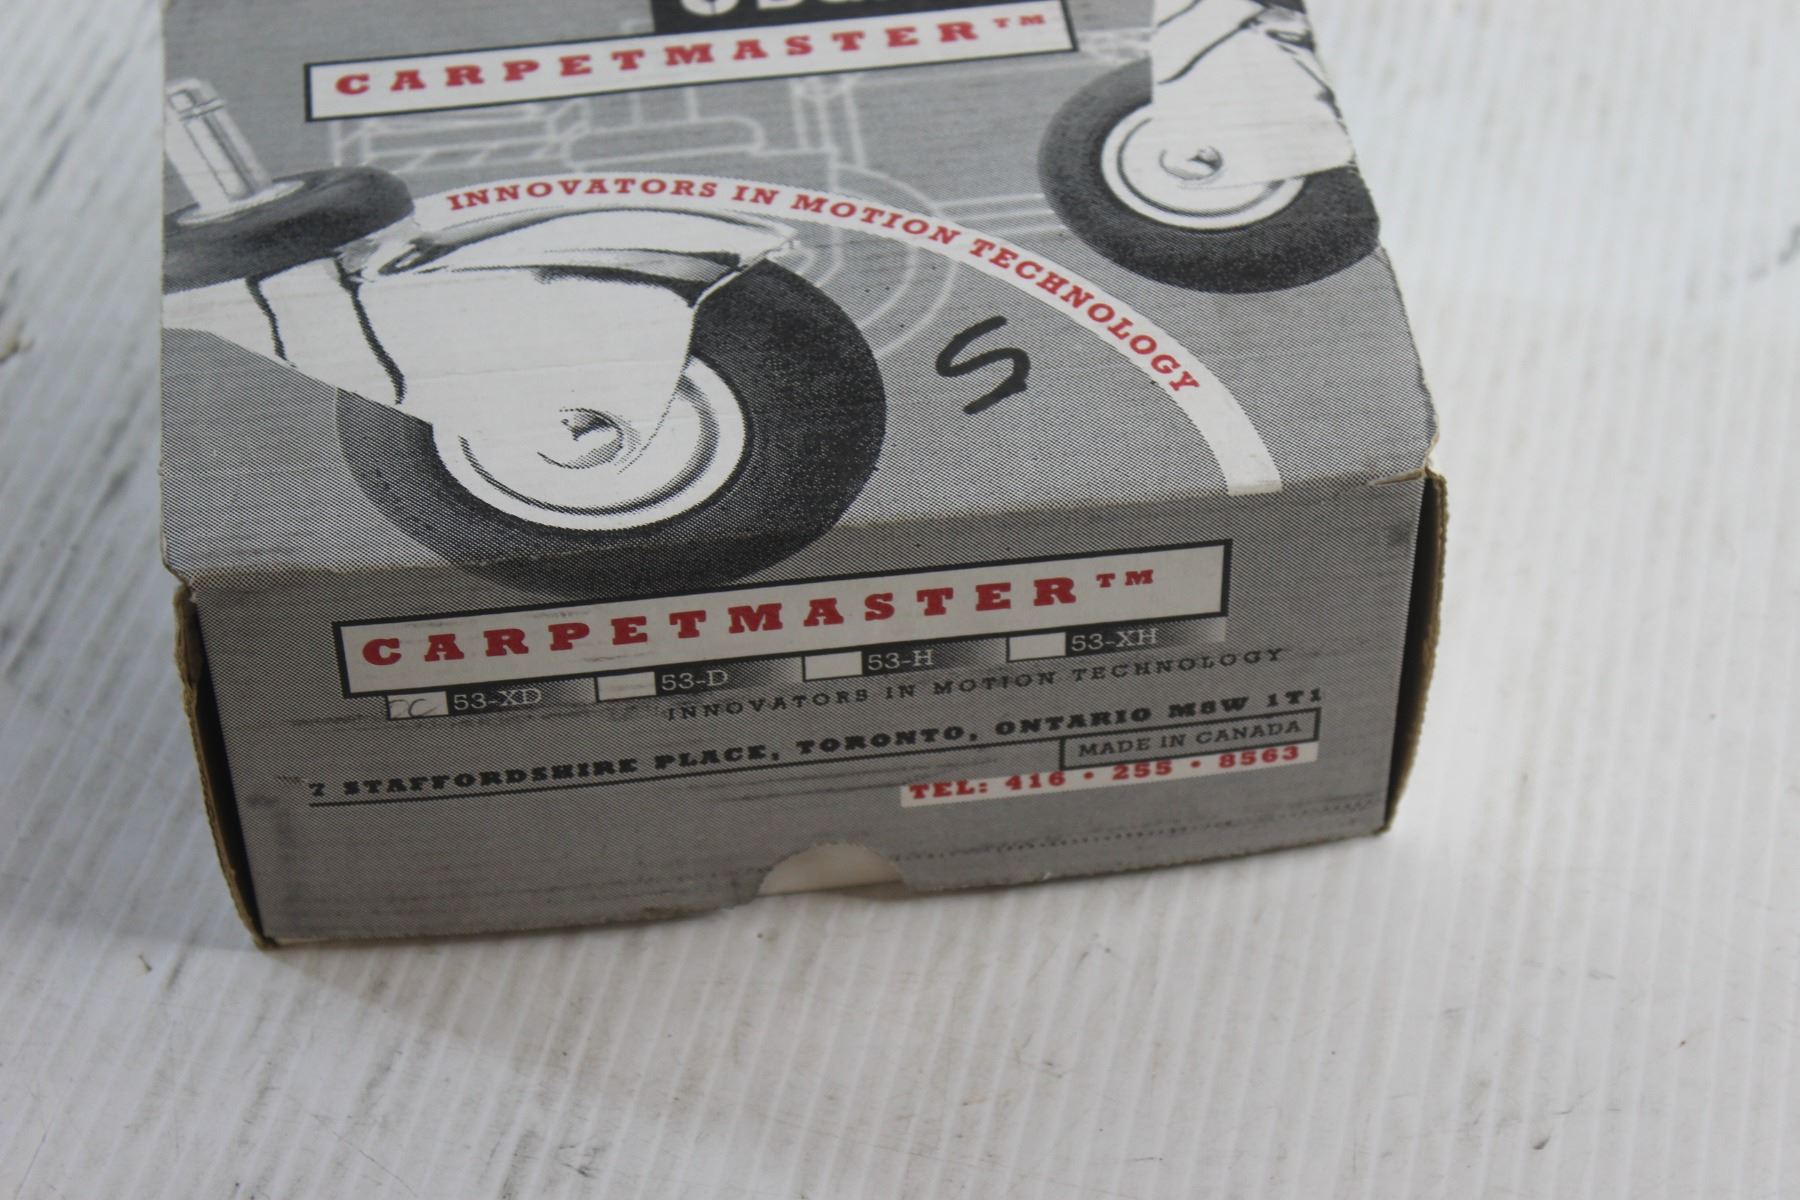 CARPETMASTER™
INNOVATORS IN MOTION TECHNOLOGY
S
CARPETMASTER™
53-XD 53-D 53-H 53-XH
INNOVATORS IN MOTION TECHNOLOGY
7 STAFFORDSHIRE PLACE, TORONTO, ONTARIO M8W 1T1
MADE IN CANADA
TEL: 416 • 255 • 8563